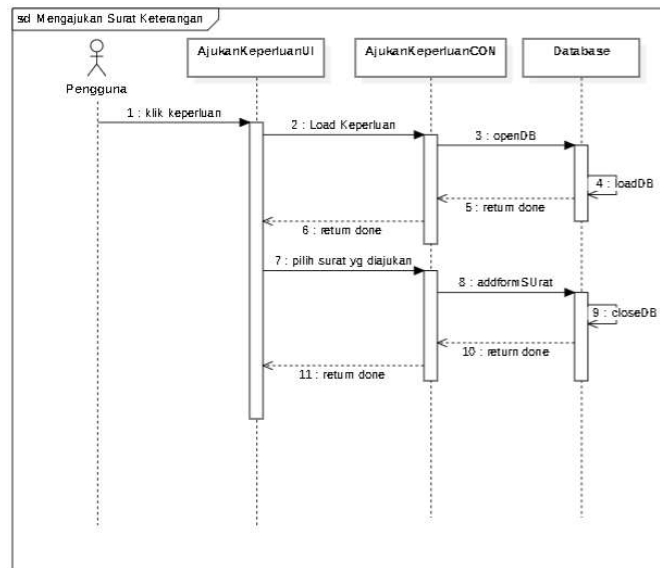 sd Mengajukan Surat Keterangan
AjukanKeperluanUI
AjukanKeperluanCON
Database
Pengguna
1 : klik keperluan
2 : Load Keperluan
3 : openDB
4 : loadDB
5 : return done
6 : return done
7 : pilih surat yg diajukan
8 : addformSUrat
9 : closeDB
10 : return done
11 : return done